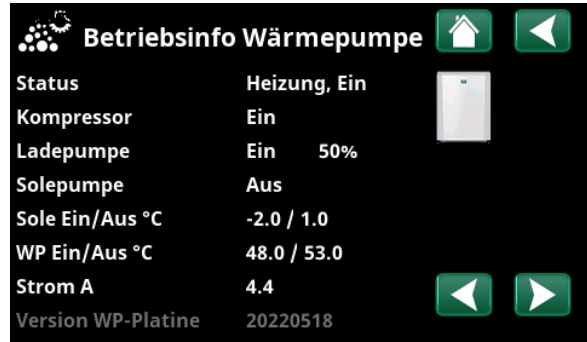 Betriebsinfo Wärmepumpe
Status Heizung, Ein
Kompressor Ein
Ladepumpe Ein 50%
Solepumpe Aus
Sole Ein/Aus °C -2.0 / 1.0
WP Ein/Aus °C 48.0 / 53.0
Strom A 4.4
Version WP-Platine 20220518